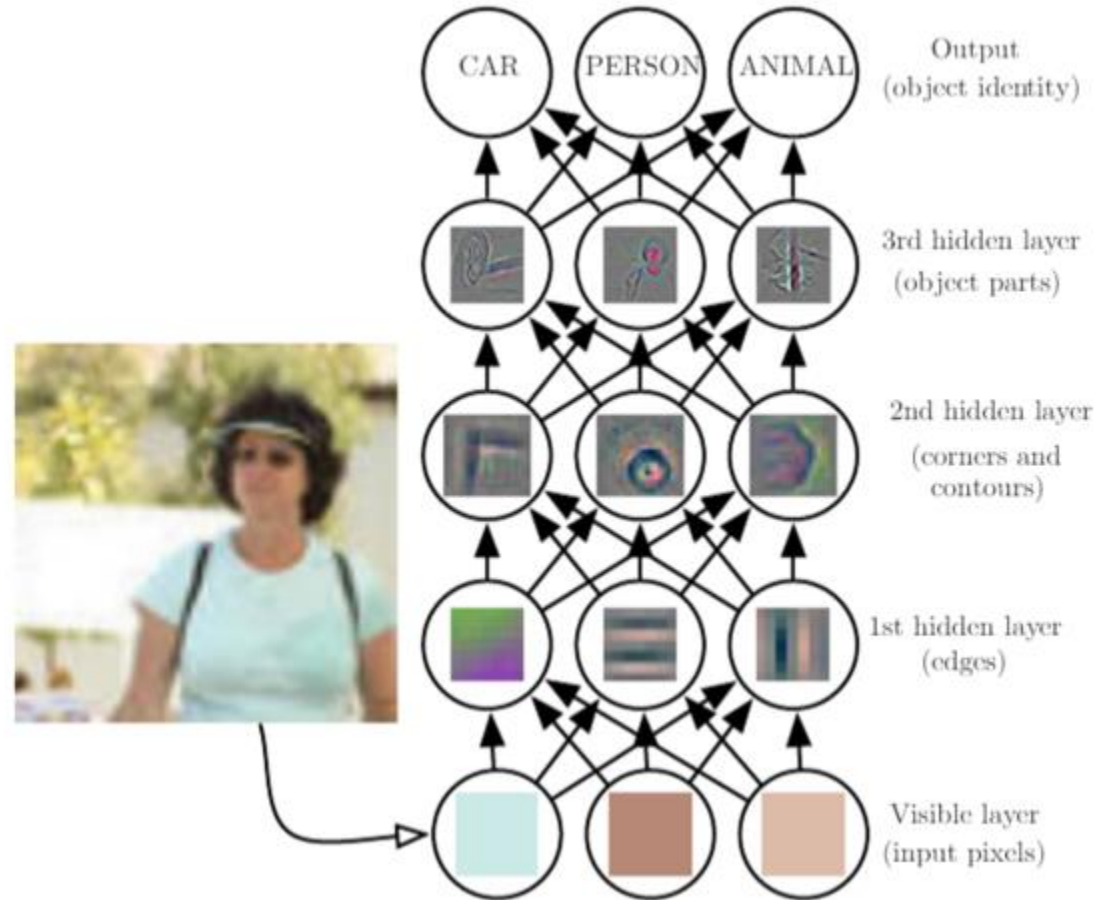 CAR PERSON ANIMAL
Output
(object identity)
3rd hidden layer
(object parts)
2nd hidden layer
(corners and
contours)
1st hidden layer
(edges)
Visible layer
(input pixels)